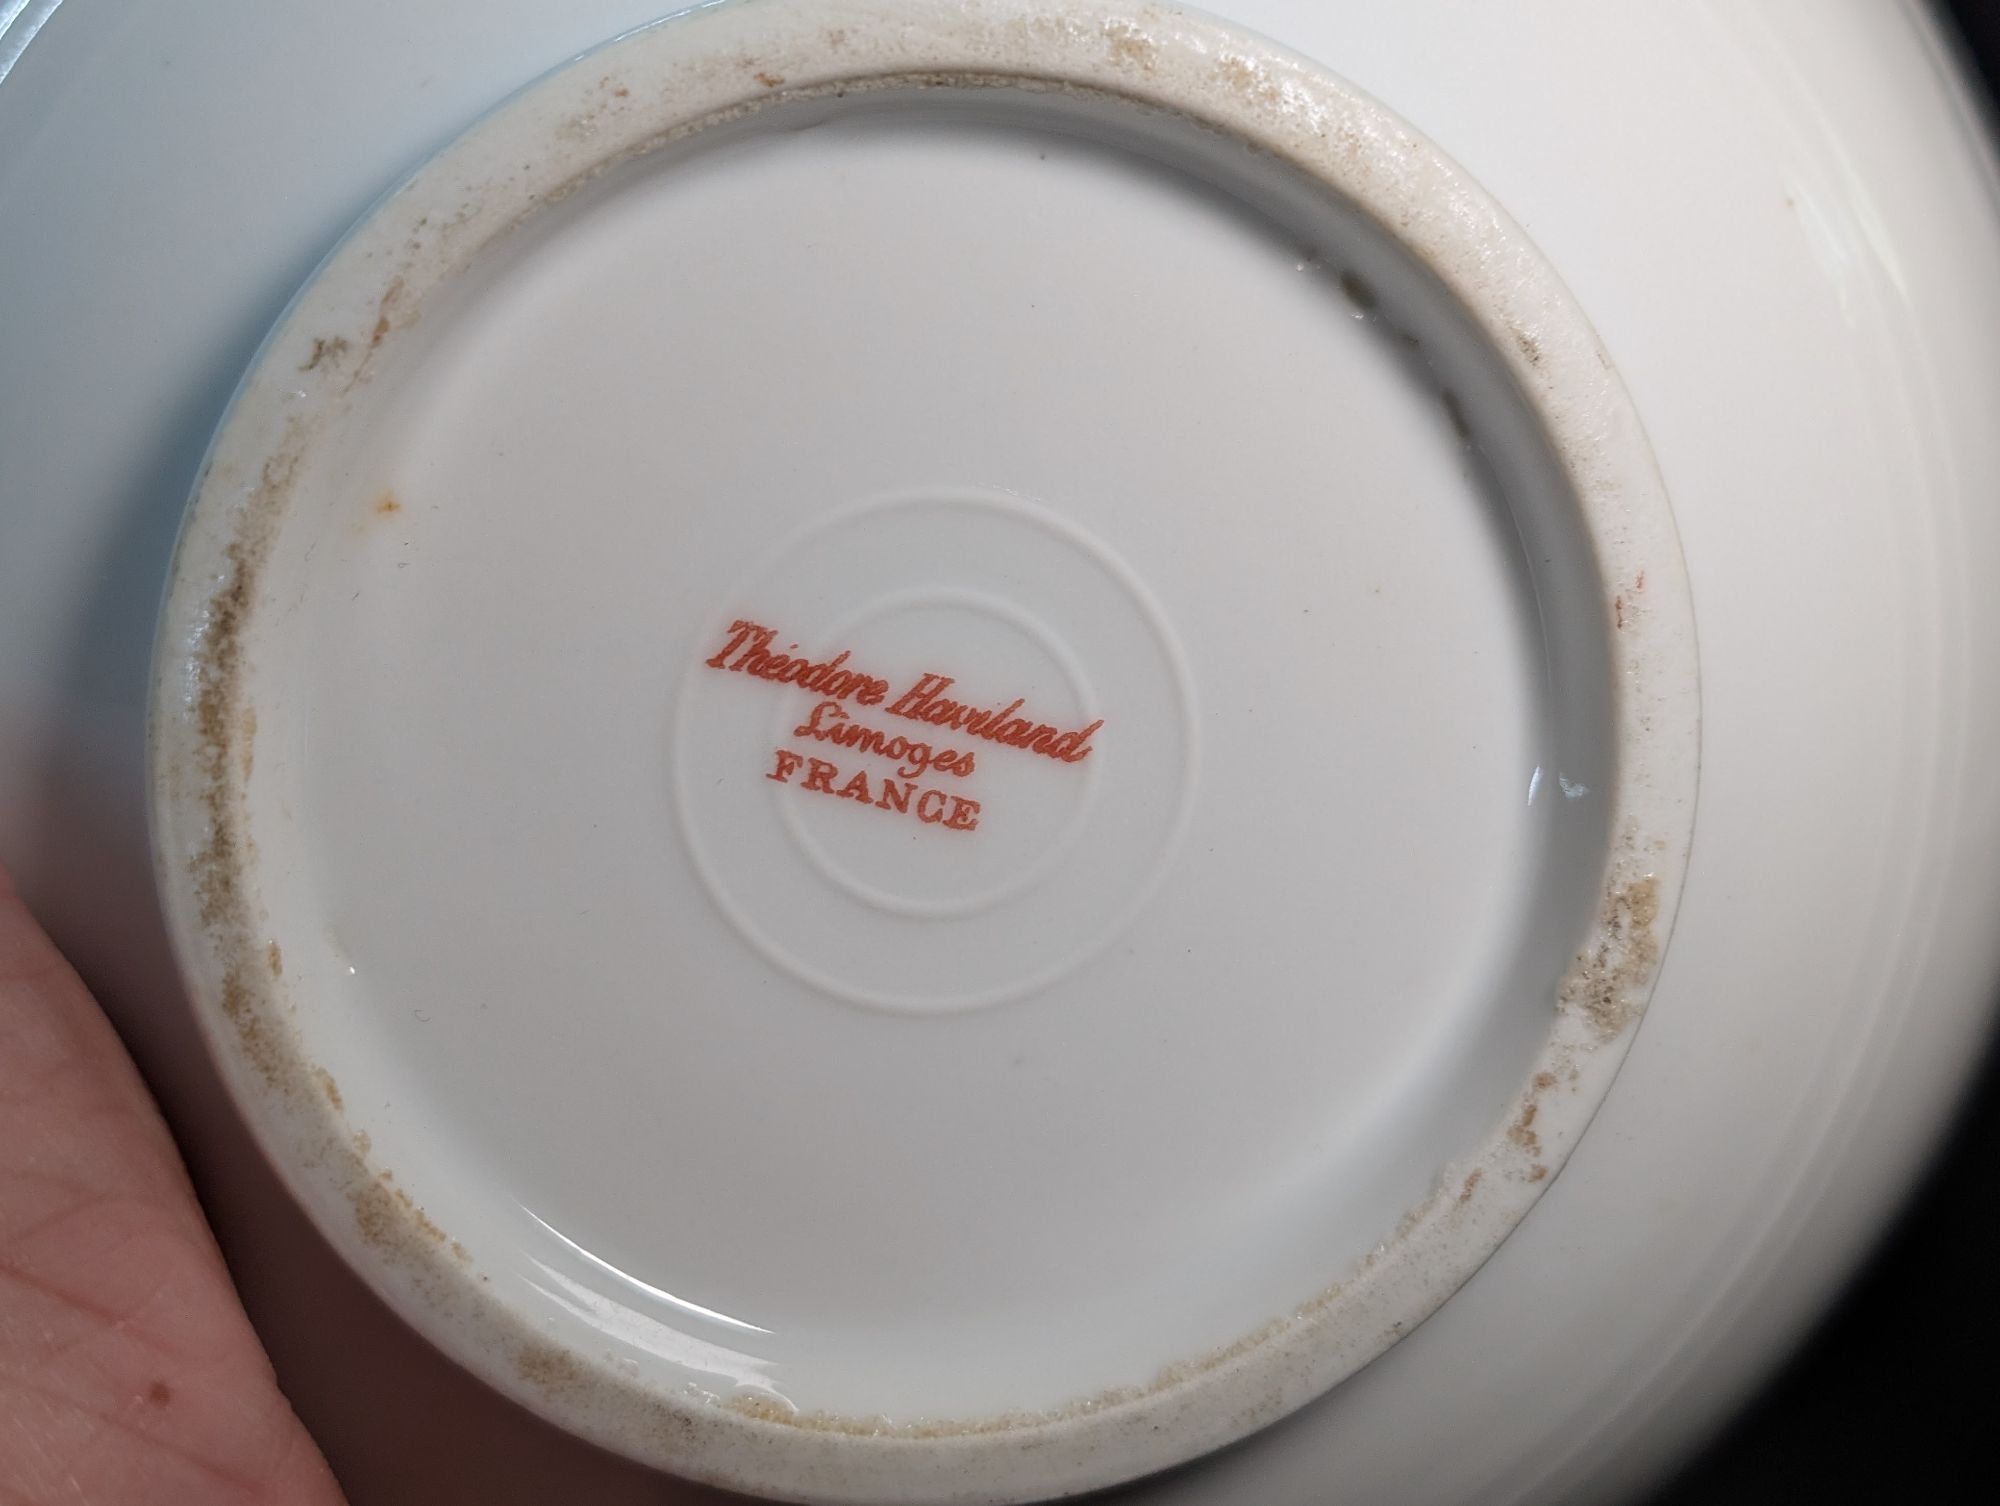 Théodore Haviland
Limoges
FRANCE